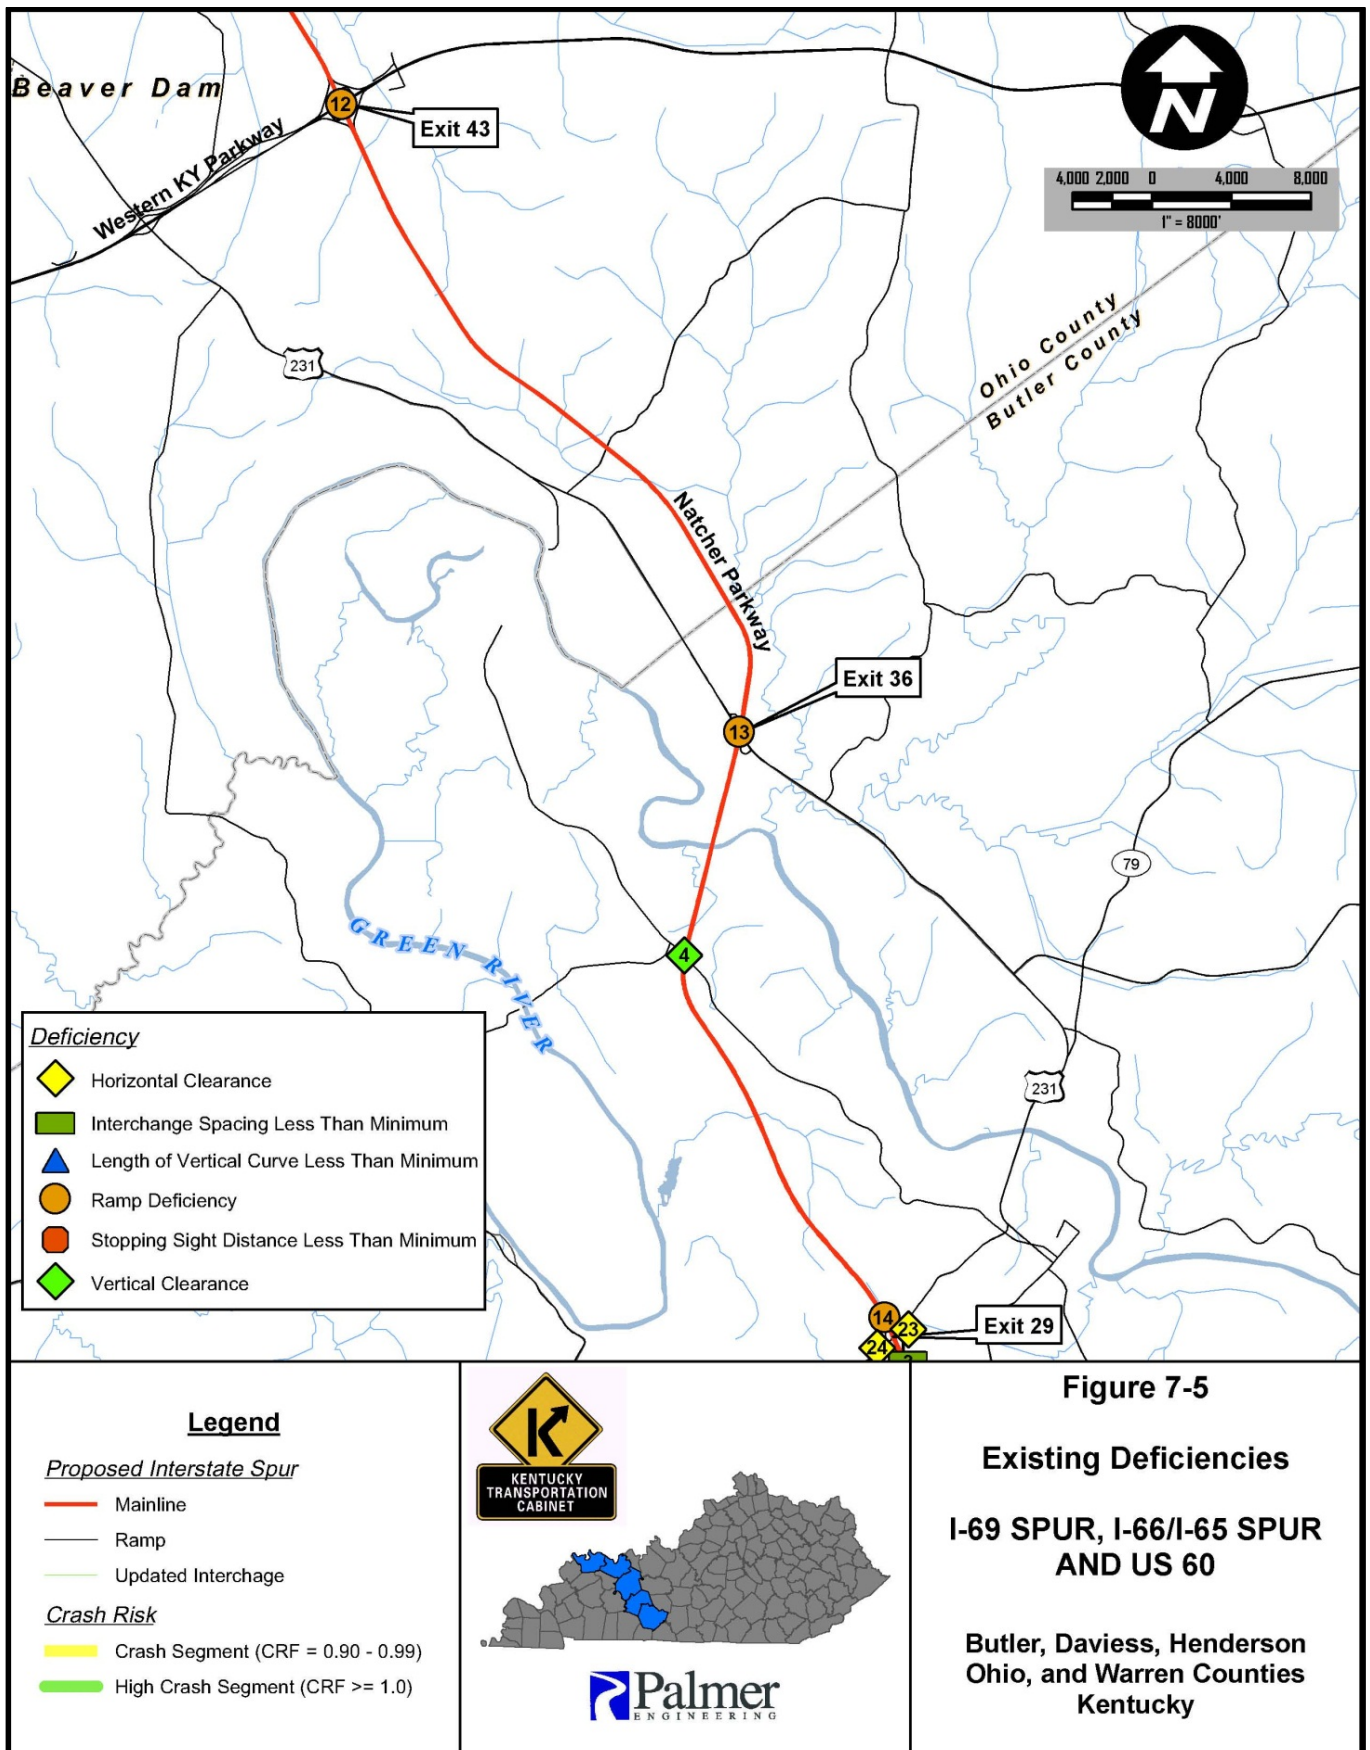 Beaver Dam
12
Exit 43
Western KY Parkway
N
4,000 2,000 0 4,000 8,000
1" = 8000'
Ohio County
Butler County
231
Natcher Parkway
Exit 36
13
79
4
GREEN RIVER
231
14
23
24
Exit 29
Deficiency
Horizontal Clearance
Interchange Spacing Less Than Minimum
Length of Vertical Curve Less Than Minimum
Ramp Deficiency
Stopping Sight Distance Less Than Minimum
Vertical Clearance
Legend
Proposed Interstate Spur
Mainline
Ramp
Updated Interchage
Crash Risk
Crash Segment (CRF = 0.90 - 0.99)
High Crash Segment (CRF >= 1.0)
KENTUCKY
TRANSPORTATION
CABINET
Palmer
ENGINEERING
Figure 7-5
Existing Deficiencies
I-69 SPUR, I-66/I-65 SPUR
AND US 60
Butler, Daviess, Henderson
Ohio, and Warren Counties
Kentucky